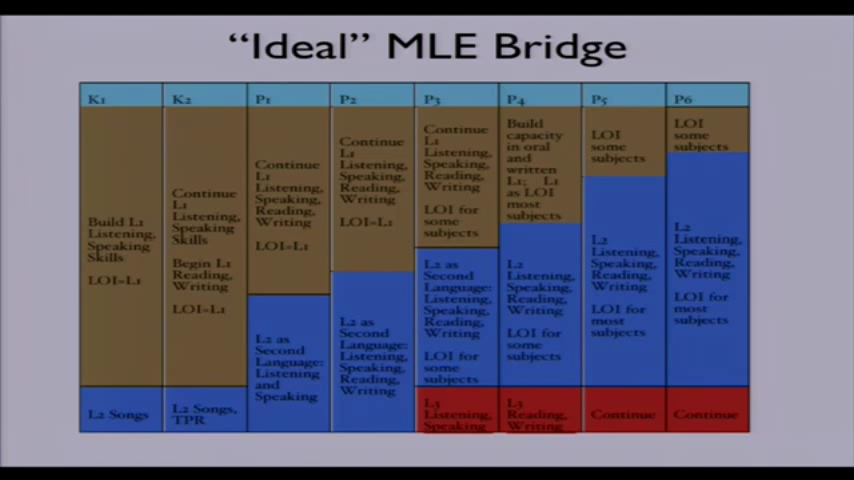 “Ideal” MLE Bridge
K1
K2
P1
P2
P3
P4
P5
P6
Build L1
Listening,
Speaking
Skills
LOI=L1
L2 Songs
Continue
L1
Listening,
Speaking
Skills
Begin L1
Reading,
Writing
LOI=L1
L2 Songs,
TPR
Continue
L1
Listening,
Speaking,
Reading,
Writing
LOI=L1
L2 as
Second
Language:
Listening
and
Speaking
Continue
L1
Listening,
Speaking,
Reading,
Writing
LOI=L1
L2 as
Second
Language:
Listening,
Speaking,
Reading,
Writing
Continue
L1
Listening,
Speaking,
Reading,
Writing
LOI for
some
subjects
L2 as
Second
Language:
Listening,
Speaking,
Reading,
Writing
LOI for
some
subjects
L3
Listening,
Speaking
Build
capacity
in oral
and
written
L1; L1
as LOI
most
subjects
L2
Listening,
Speaking,
Reading,
Writing,
LOI for
some
subjects
L3
Reading,
Writing
LOI
some
subjects
L2
Listening,
Speaking,
Reading,
Writing
LOI for
most
subjects
Continue
LOI
some
subjects
L2
Listening,
Speaking,
Reading,
Writing
LOI for
most
subjects
Continue